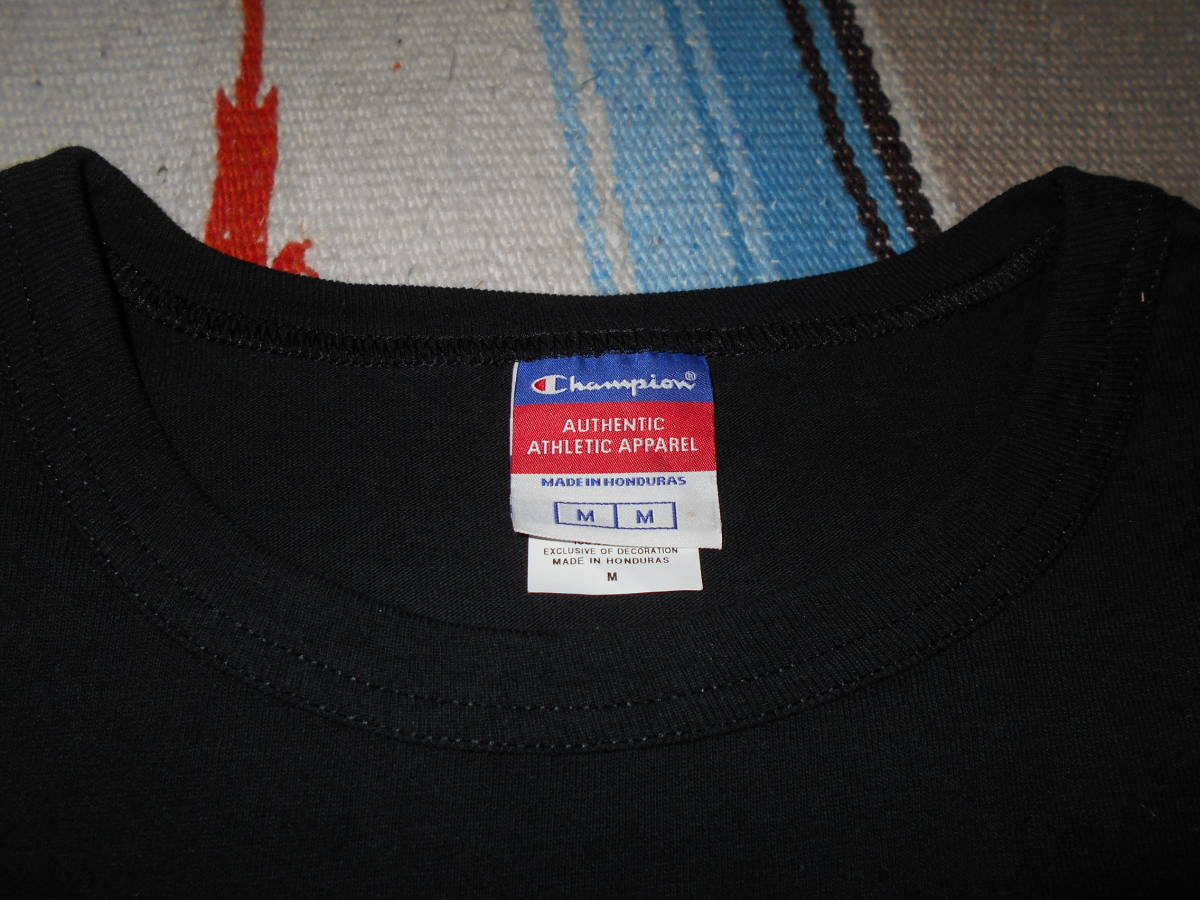 Champion®
AUTHENTIC
ATHLETIC APPAREL
MADE IN HONDURAS
M M
EXCLUSIVE OF DECORATION
MADE IN HONDURAS
M